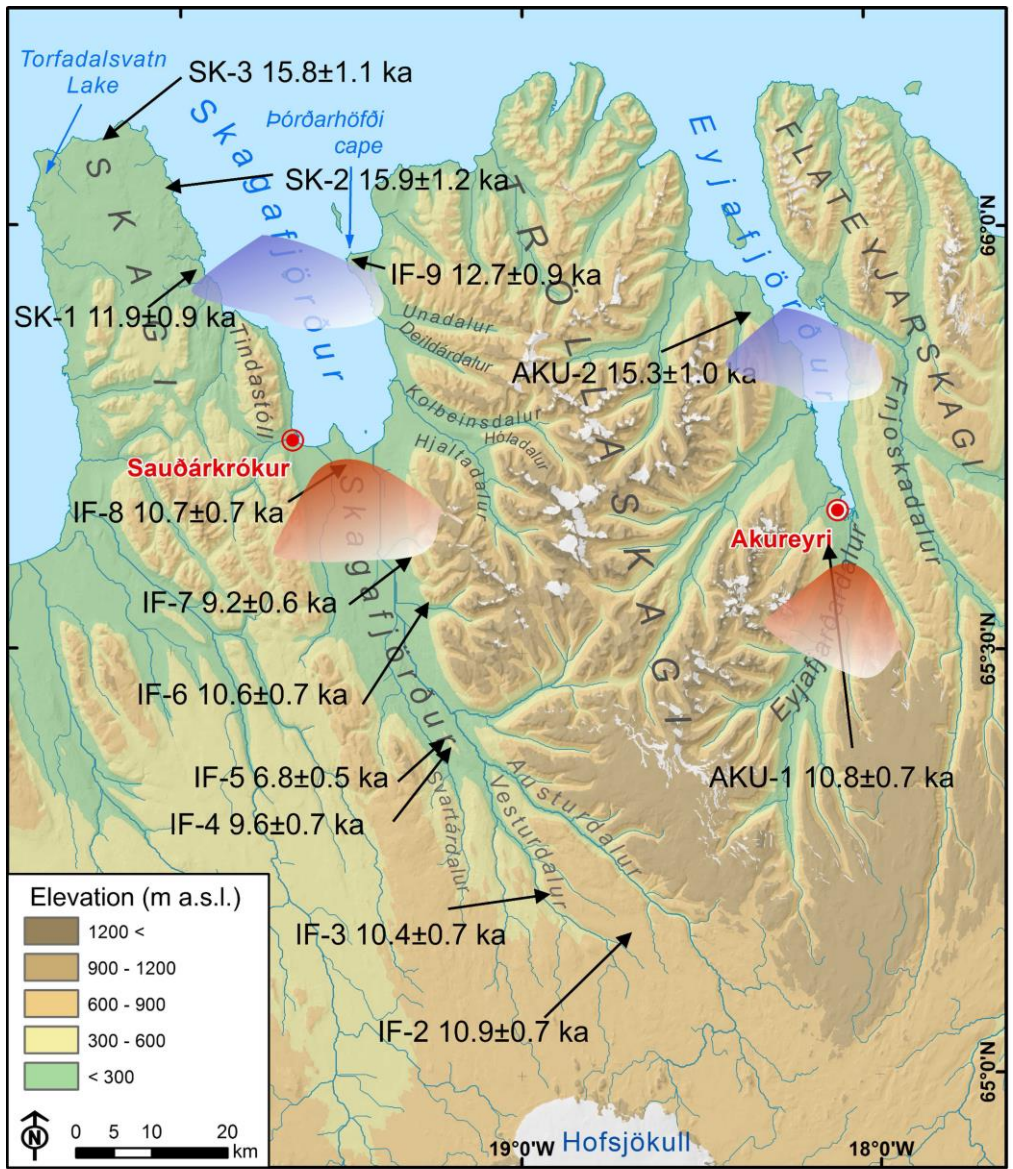 Torfadalsvatn
Lake
SK-3 15.8±1.1 ka
Þórðarhöfði
cape
SK-2 15.9±1.2 ka
SKAGI
Skagafjörður
TRÖLLASKAGI
Eyjafjörður
FLATEYJARSKAGI
66°0'N
IF-9 12.7±0.9 ka
SK-1 11.9±0.9 ka
Tindastóll
Unadalur
Deildárdalur
AKU-2 15.3±1.0 ka
Kolbeinsdalur
Hjaltadalur
Hóladalur
Fnjoskadalur
Sauðárkrókur
IF-8 10.7±0.7 ka
Skagafjörður
Akureyri
Eyjafjarðardalur
IF-7 9.2±0.6 ka
65°30'N
IF-6 10.6±0.7 ka
IF-5 6.8±0.5 ka
AKU-1 10.8±0.7 ka
IF-4 9.6±0.7 ka
svartárdalur
Vesturdalur
Austurdalur
IF-3 10.4±0.7 ka
IF-2 10.9±0.7 ka
Elevation (m a.s.l.)
1200 <
900 - 1200
600 - 900
300 - 600
< 300
N
0 5 10 20
km
65°0'N
19°0'W
Hofsjökull
18°0'W